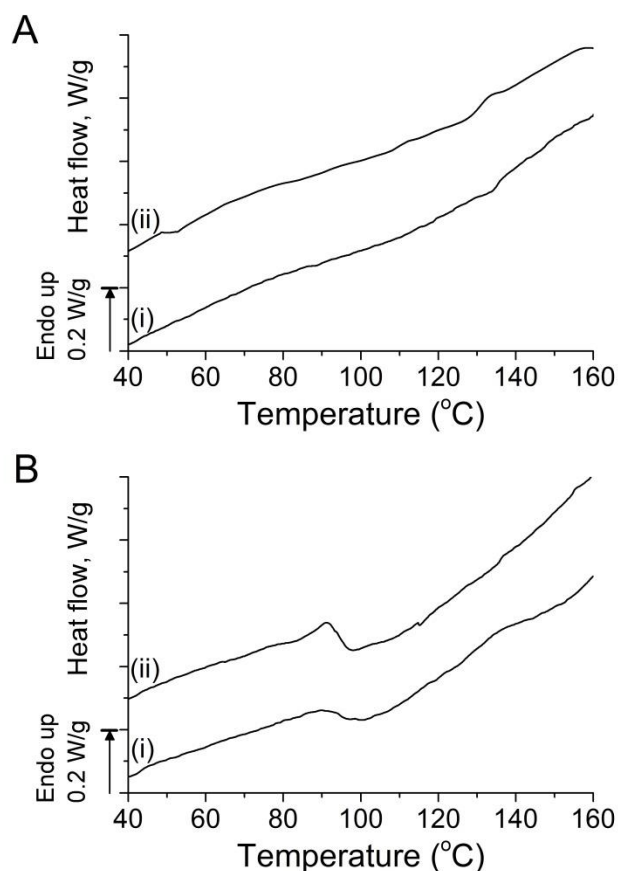 A
Heat flow, W/g
(ii)
(i)
Endo up
0.2 W/g
40 60 80 100 120 140 160
Temperature (°C)
B
Heat flow, W/g
(ii)
(i)
Endo up
0.2 W/g
40 60 80 100 120 140 160
Temperature (°C)